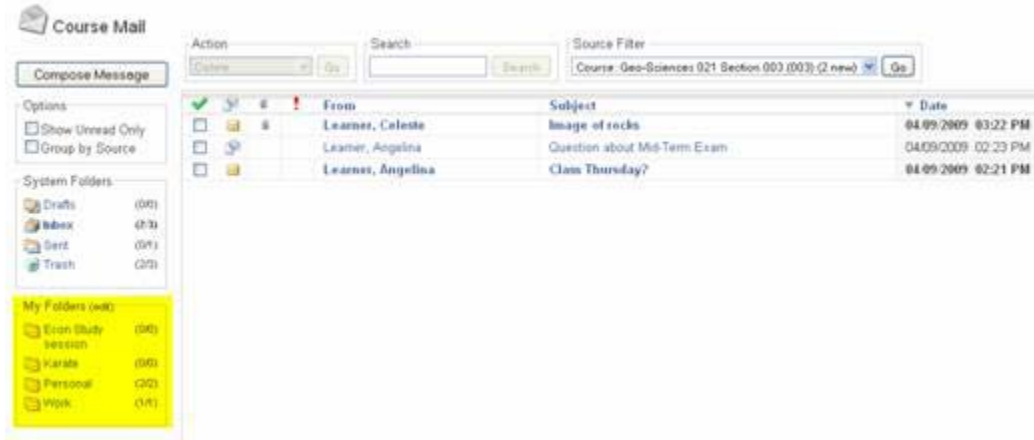 Course Mail
Action
Search
Source Filter
Delete
Go
Search
Course: Geo-Sciences 021 Section 003 (003) (2 new)
Go
Compose Message
Options
Show Unread Only
Group by Source
From
Subject
Date
Learner, Celeste
Image of rocks
04/09/2009 03:22 PM
Learner, Angelina
Question about Mid-Term Exam
04/09/2009 02:23 PM
Learner, Angelina
Class Thursday?
04/09/2009 02:21 PM
System Folders
Drafts (0/0)
Inbox (2/3)
Sent (0/1)
Trash (2/3)
My Folders (edit)
Econ Study (0/0)
session
Karate (0/0)
Personal (2/2)
Work (1/1)